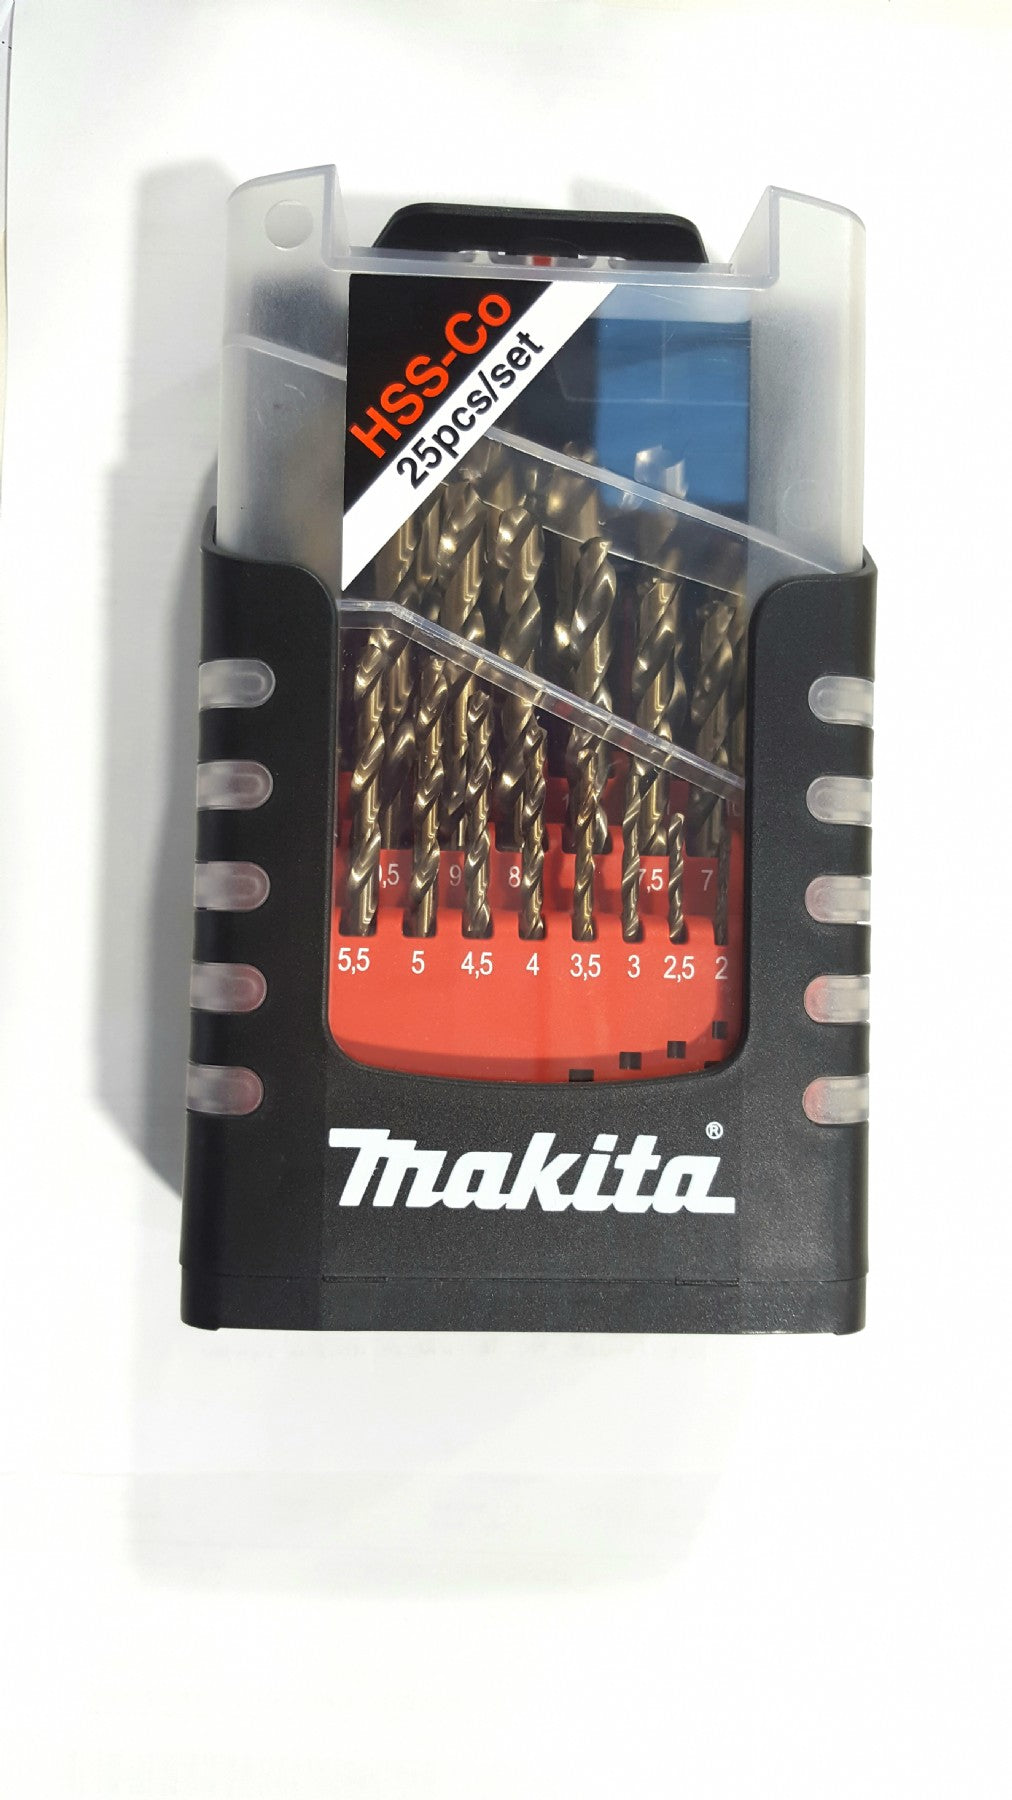 HSS-Co
25pcs/set
9 8 7,5 7
5,5 5 4,5 4 3,5 3 2,5 2
makita®